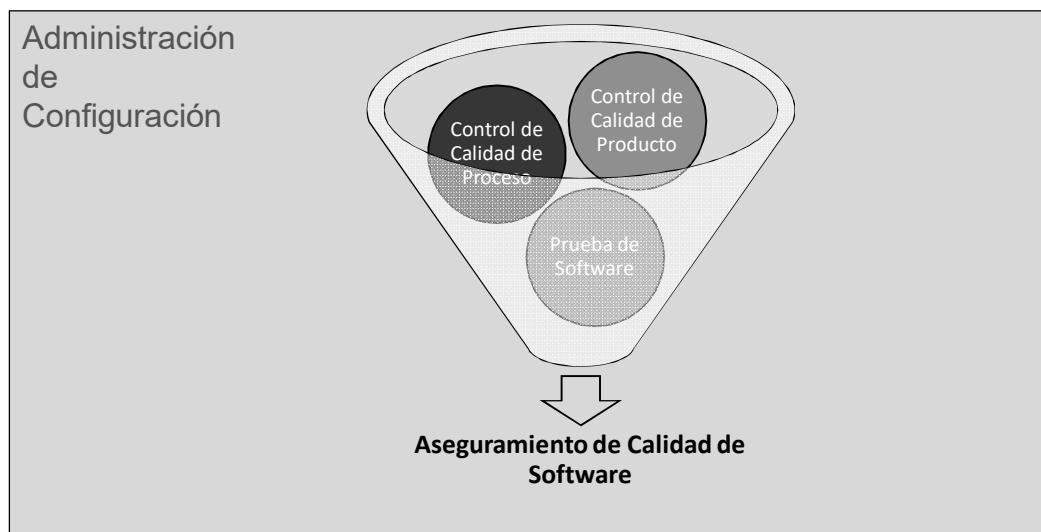 Administración
de
Configuración
Control de
Calidad de
Proceso
Control de
Calidad de
Producto
Prueba de
Software
Aseguramiento de Calidad de
Software